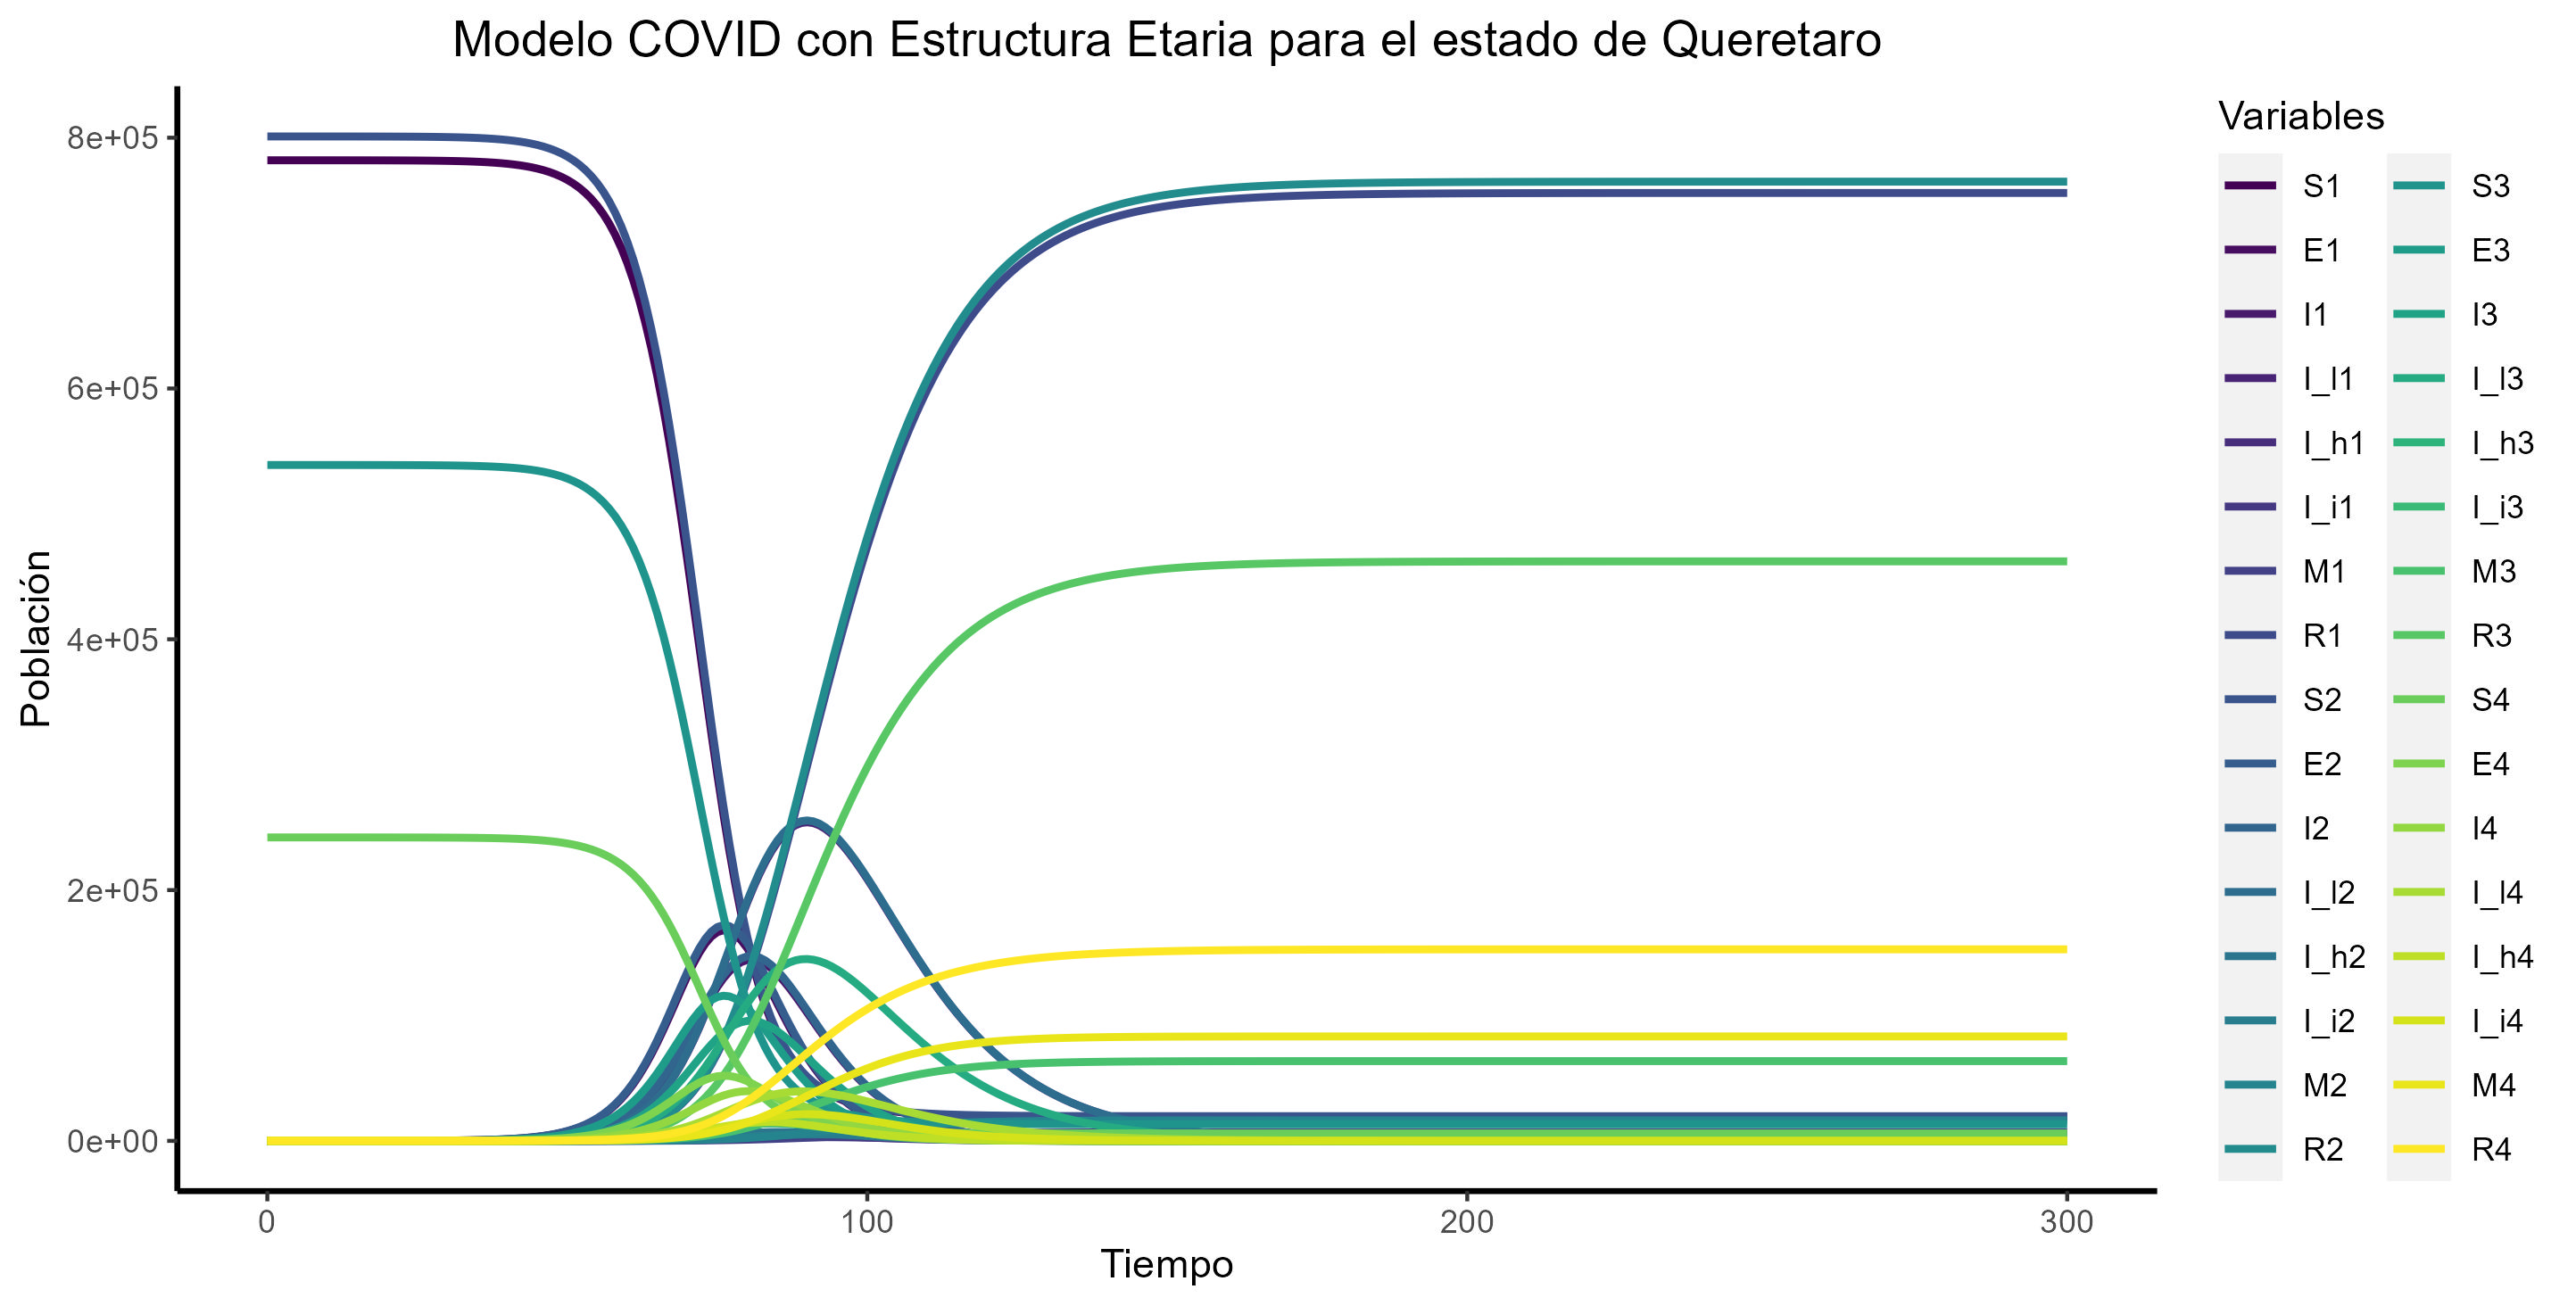 Modelo COVID con Estructura Etaria para el estado de Queretaro
Población
8e+05
6e+05
4e+05
2e+05
0e+00
0
100
200
300
Tiempo
Variables
S1
E1
I1
I_l1
I_h1
I_i1
M1
R1
S2
E2
I2
I_l2
I_h2
I_i2
M2
R2
S3
E3
I3
I_l3
I_h3
I_i3
M3
R3
S4
E4
I4
I_l4
I_h4
I_i4
M4
R4